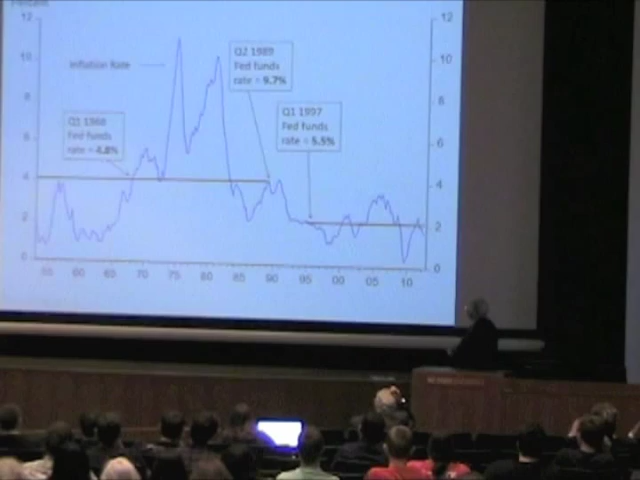 Percent
12
12
10
10
8
8
6
6
4
4
2
2
0
0
Inflation Rate
Q2 1989
Fed funds
rate = 9.7%
Q1 1997
Fed funds
rate = 5.5%
Q1 1968
Fed funds
rate = 4.8%
55 60 65 70 75 80 85 90 95 00 05 10